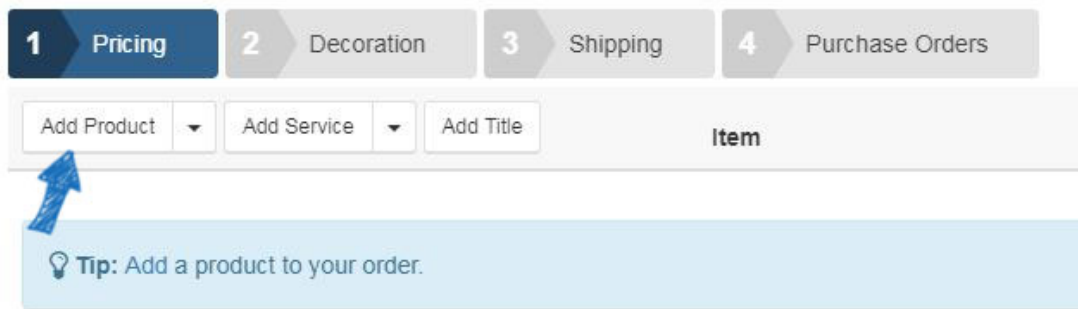 1 Pricing 2 Decoration 3 Shipping 4 Purchase Orders
Add Product Add Service Add Title Item
Tip: Add a product to your order.